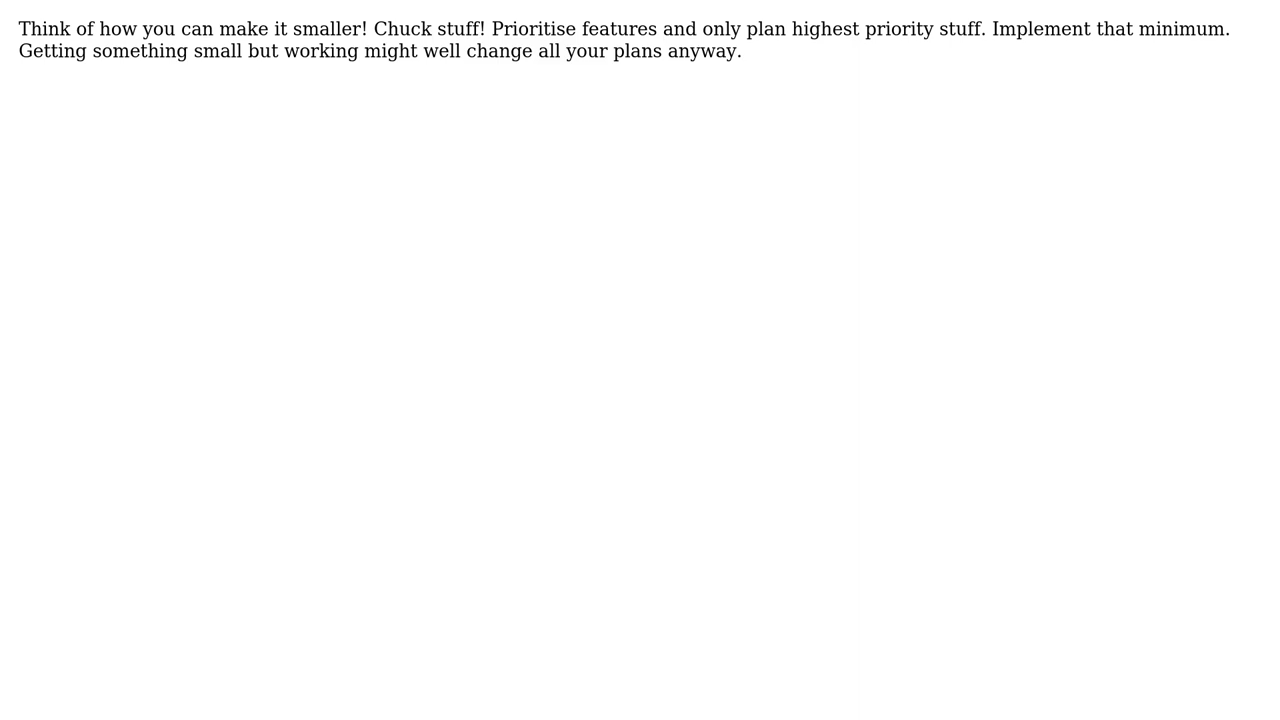 Think of how you can make it smaller! Chuck stuff! Prioritise features and only plan highest priority stuff. Implement that minimum.
Getting something small but working might well change all your plans anyway.